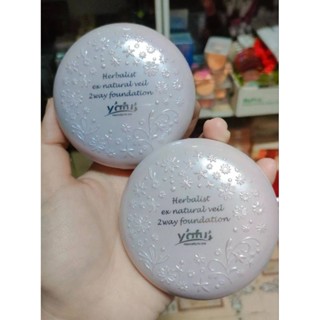 Herbalist
ex natural veil
2way foundation
Herbalist
ex natural veil
2way foundation